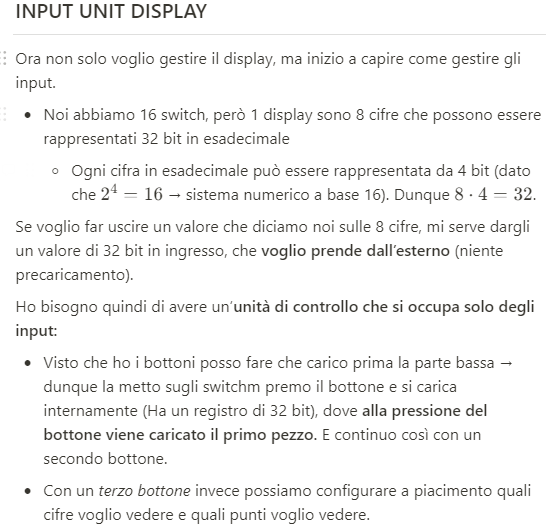 INPUT UNIT DISPLAY
Ora non solo voglio gestire il display, ma inizio a capire come gestire gli
input.
• Noi abbiamo 16 switch, però 1 display sono 8 cifre che possono essere
rappresentati 32 bit in esadecimale
◦ Ogni cifra in esadecimale può essere rappresentata da 4 bit (dato
che 2⁴ = 16 → sistema numerico a base 16). Dunque 8 · 4 = 32.
Se voglio far uscire un valore che diciamo noi sulle 8 cifre, mi serve dargli
un valore di 32 bit in ingresso, che voglio prende dall'esterno (niente
precaricamento).
Ho bisogno quindi di avere un'unità di controllo che si occupa solo degli
input:
• Visto che ho i bottoni posso fare che carico prima la parte bassa →
dunque la metto sugli switchm premo il bottone e si carica
internamente (Ha un registro di 32 bit), dove alla pressione del
bottone viene caricato il primo pezzo. E continuo così con un
secondo bottone.
• Con un terzo bottone invece possiamo configurare a piacimento quali
cifre voglio vedere e quali punti voglio vedere.